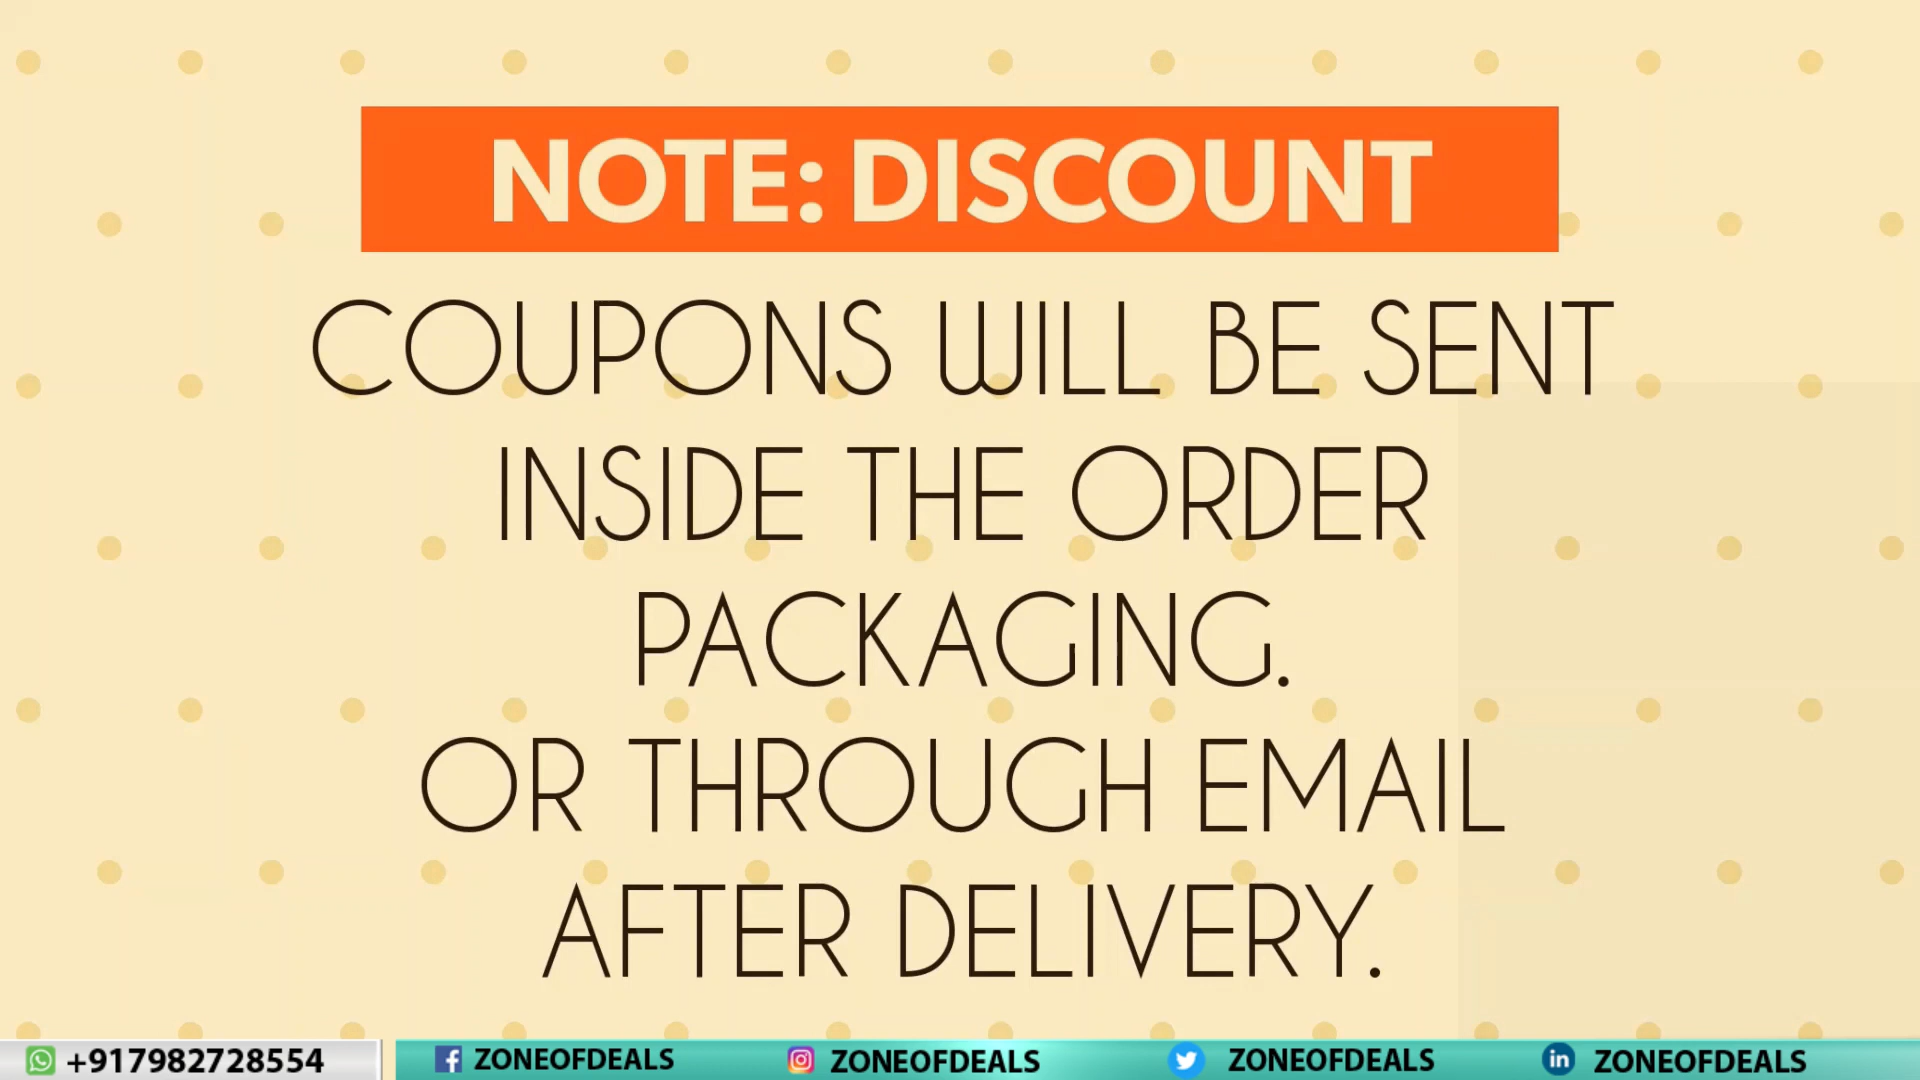 NOTE: DISCOUNT
COUPONS WILL BE SENT
INSIDE THE ORDER
PACKAGING.
OR THROUGH EMAIL
AFTER DELIVERY.
+917982728554 ZONEOFDEALS ZONEOFDEALS ZONEOFDEALS ZONEOFDEALS